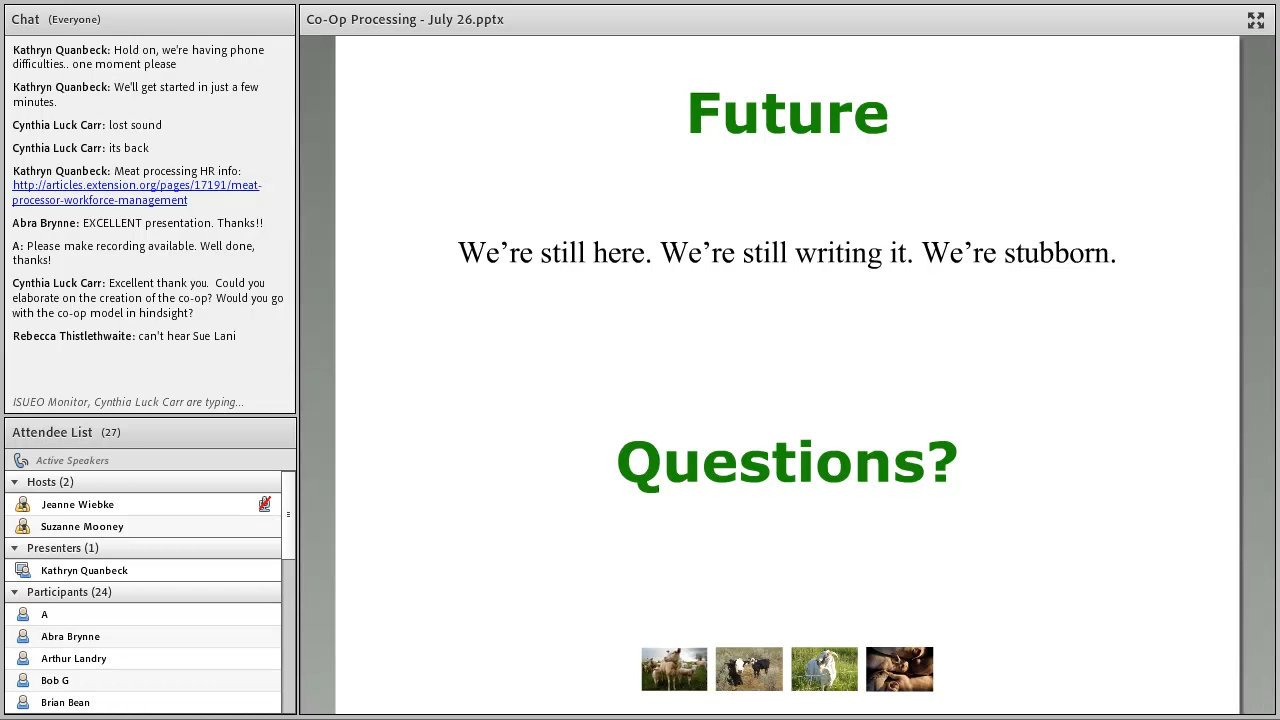 Chat (Everyone)
Kathryn Quanbeck: Hold on, we're having phone
difficulties.. one moment please
Kathryn Quanbeck: We'll get started in just a few
minutes.
Cynthia Luck Carr: lost sound
Cynthia Luck Carr: its back
Kathryn Quanbeck: Meat processing HR info:
http://articles.extension.org/pages/17191/meat-
processor-workforce-management
Abra Brynne: EXCELLENT presentation. Thanks!!
A: Please make recording available. Well done,
thanks!
Cynthia Luck Carr: Excellent thank you. Could you
elaborate on the creation of the co-op? Would you go
with the co-op model in hindsight?
Rebecca Thistlethwaite: can't hear Sue Lani
ISUEO Monitor, Cynthia Luck Carr are typing...
Attendee List (27)
Active Speakers
Hosts (2)
Jeanne Wiebke
Suzanne Mooney
Presenters (1)
Kathryn Quanbeck
Participants (24)
A
Abra Brynne
Arthur Landry
Bob G
Brian Bean
Co-Op Processing - July 26.pptx
Future
We're still here. We're still writing it. We're stubborn.
Questions?